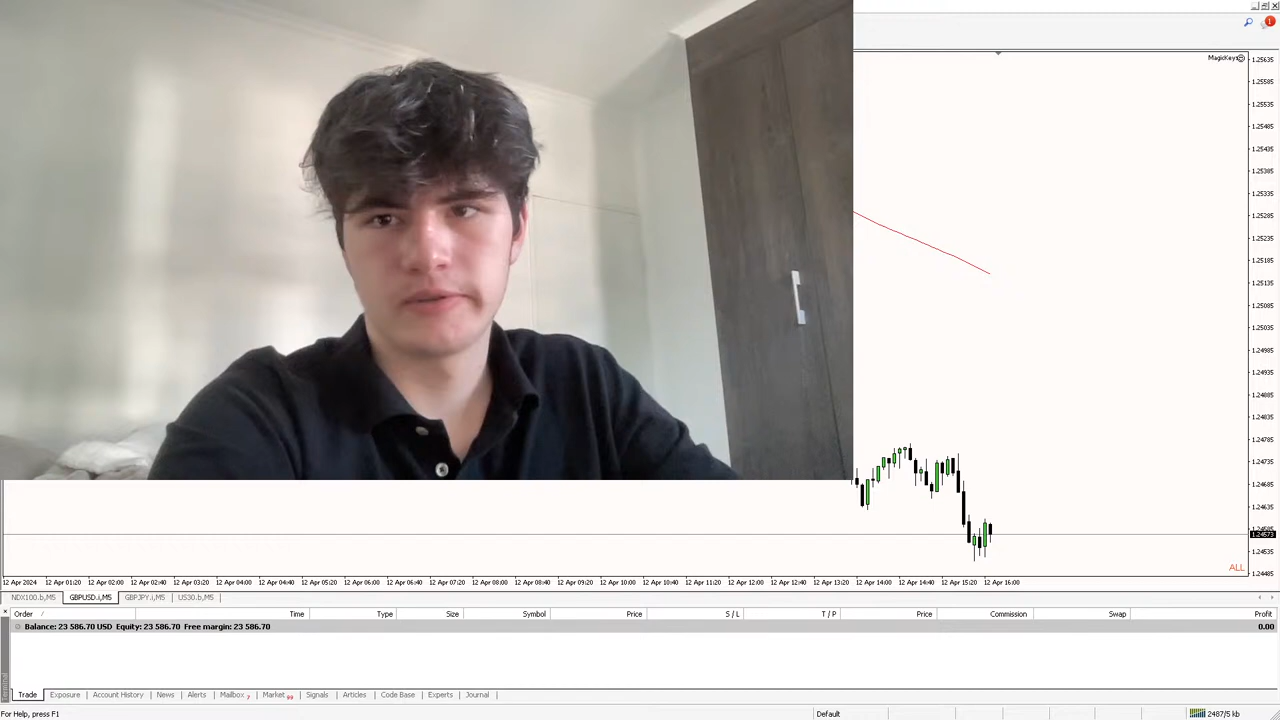 1
MagicKeys
1.25635
1.25585
1.25535
1.25485
1.25435
1.25385
1.25335
1.25285
1.25235
1.25185
1.25135
1.25085
1.25035
1.24985
1.24935
1.24885
1.24835
1.24785
1.24735
1.24685
1.24635
1.24585
1.24573
1.24535
1.24485
ALL
12 Apr 2024 12 Apr 01:20 12 Apr 02:00 12 Apr 02:40 12 Apr 03:20 12 Apr 04:00 12 Apr 04:40 12 Apr 05:20 12 Apr 06:00 12 Apr 06:40 12 Apr 07:20 12 Apr 08:00 12 Apr 08:40 12 Apr 09:20 12 Apr 10:00 12 Apr 10:40 12 Apr 11:20 12 Apr 12:00 12 Apr 12:40 12 Apr 13:20 12 Apr 14:00 12 Apr 14:40 12 Apr 15:20 12 Apr 16:00
NDX100.b,M5 GBPUSD.i,M5 GBPJPY.i,M5 US30.b,M5
Order Time Type Size Symbol Price S / L T / P Price Commission Swap Profit
Balance: 23 586.70 USD Equity: 23 586.70 Free margin: 23 586.70 0.00
Terminal
Trade Exposure Account History News Alerts Mailbox 7 Market 99 Signals Articles Code Base Experts Journal
For Help, press F1 Default 2487/5 kb